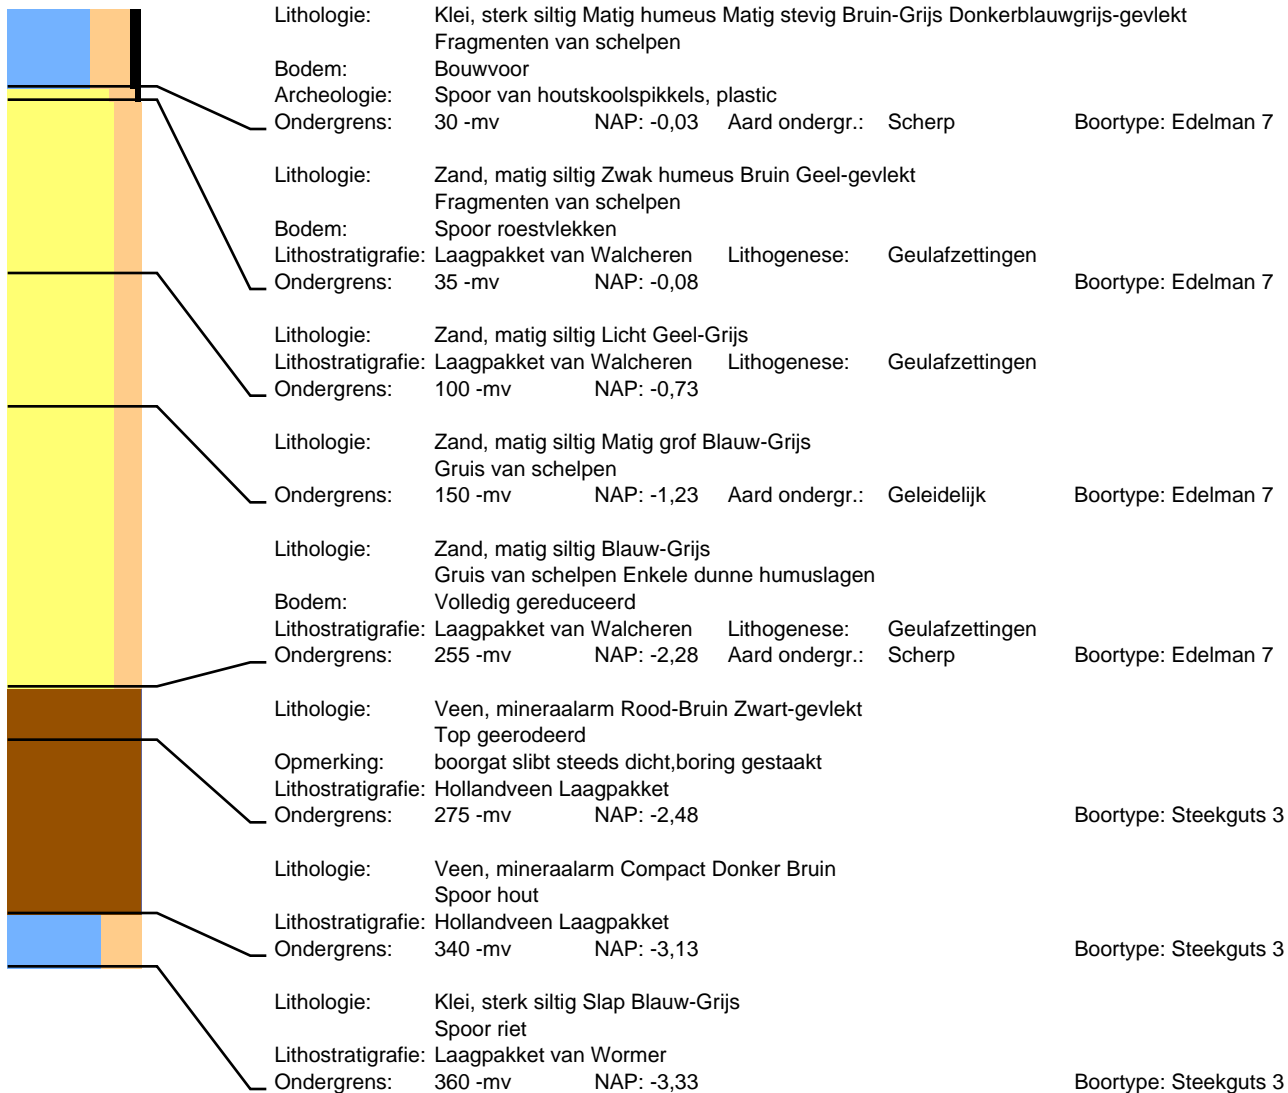 Lithologie: Klei, sterk siltig Matig humeus Matig stevig Bruin-Grijs Donkerblauwgrijs-gevlekt
Fragmenten van schelpen
Bodem: Bouwvoor
Archeologie: Spoor van houtskoolspikkels, plastic
Ondergrens: 30 -mv NAP: -0,03 Aard ondergr.: Scherp Boortype: Edelman 7
Lithologie: Zand, matig siltig Zwak humeus Bruin Geel-gevlekt
Fragmenten van schelpen
Bodem: Spoor roestvlekken
Lithostratigrafie: Laagpakket van Walcheren Lithogenese: Geulafzettingen
Ondergrens: 35 -mv NAP: -0,08 Boortype: Edelman 7
Lithologie: Zand, matig siltig Licht Geel-Grijs
Lithostratigrafie: Laagpakket van Walcheren Lithogenese: Geulafzettingen
Ondergrens: 100 -mv NAP: -0,73
Lithologie: Zand, matig siltig Matig grof Blauw-Grijs
Gruis van schelpen
Ondergrens: 150 -mv NAP: -1,23 Aard ondergr.: Geleidelijk Boortype: Edelman 7
Lithologie: Zand, matig siltig Blauw-Grijs
Gruis van schelpen Enkele dunne humuslagen
Bodem: Volledig gereduceerd
Lithostratigrafie: Laagpakket van Walcheren Lithogenese: Geulafzettingen
Ondergrens: 255 -mv NAP: -2,28 Aard ondergr.: Scherp Boortype: Edelman 7
Lithologie: Veen, mineraalarm Rood-Bruin Zwart-gevlekt
Top geerodeerd
Opmerking: boorgat slibt steeds dicht,boring gestaakt
Lithostratigrafie: Hollandveen Laagpakket
Ondergrens: 275 -mv NAP: -2,48 Boortype: Steekguts 3
Lithologie: Veen, mineraalarm Compact Donker Bruin
Spoor hout
Lithostratigrafie: Hollandveen Laagpakket
Ondergrens: 340 -mv NAP: -3,13 Boortype: Steekguts 3
Lithologie: Klei, sterk siltig Slap Blauw-Grijs
Spoor riet
Lithostratigrafie: Laagpakket van Wormer
Ondergrens: 360 -mv NAP: -3,33 Boortype: Steekguts 3